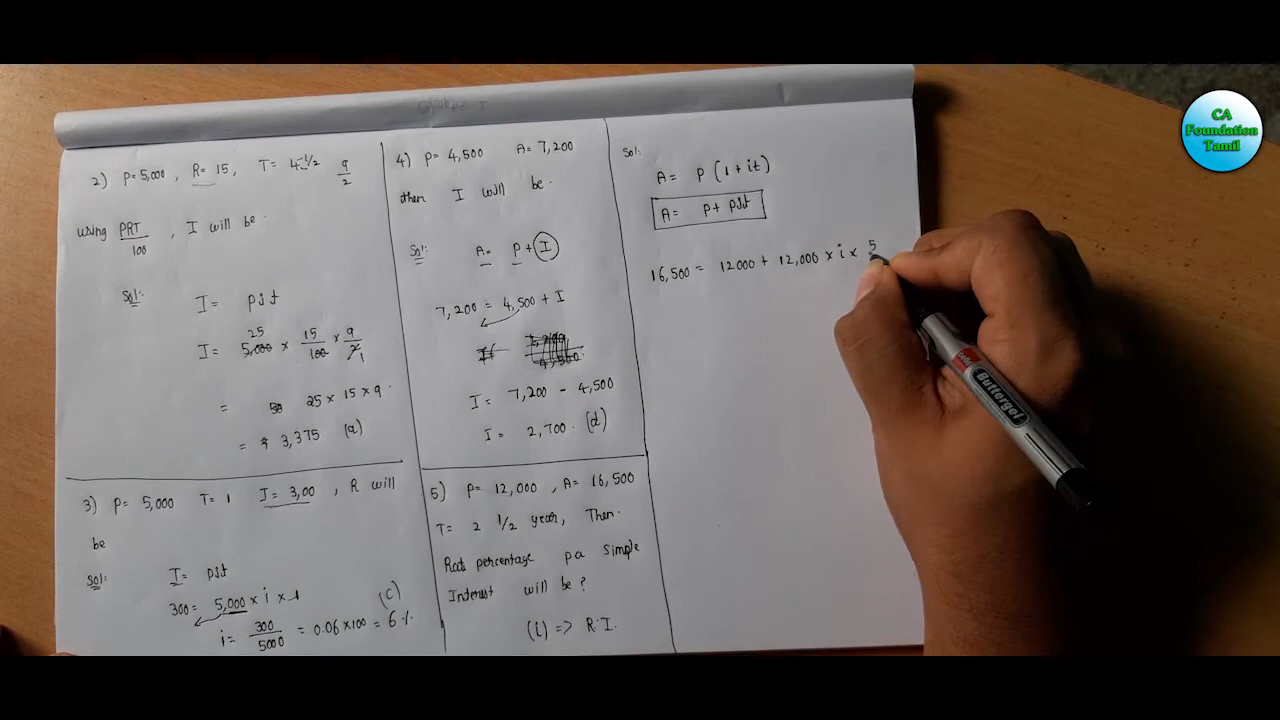 CA
Foundation
Tamil
2) P=5,000 , R= 15, T= 4-1/2 9/2
using PRT/100 , I will be.
Sol:
I= pit
I= 5,000 25 × 15/100 × 9/2 1
= 25 × 15 × 9.
= ₹ 3,375 (a)
3) P= 5,000 T= 1 I= 3,00 , R will
be
Sol:
I= pit
300= 5,000 × i × 1
i= 300/5000 = 0.06 ×100 = 6% (c)
4) P= 4,500 A= 7,200
then I will be.
Sol:
A= P + I
7,200 = 4,500 + I
I= 7,200 - 4,500
I= 2,700. (d)
5) P= 12,000 , A= 16,500
T= 2 1/2 year, Then.
percentage simple
Interest will be?
(i) => R.I.
Sol:
A= P (1+it)
A= P+ Pit
16,500 = 12000 + 12,000 × i × 5